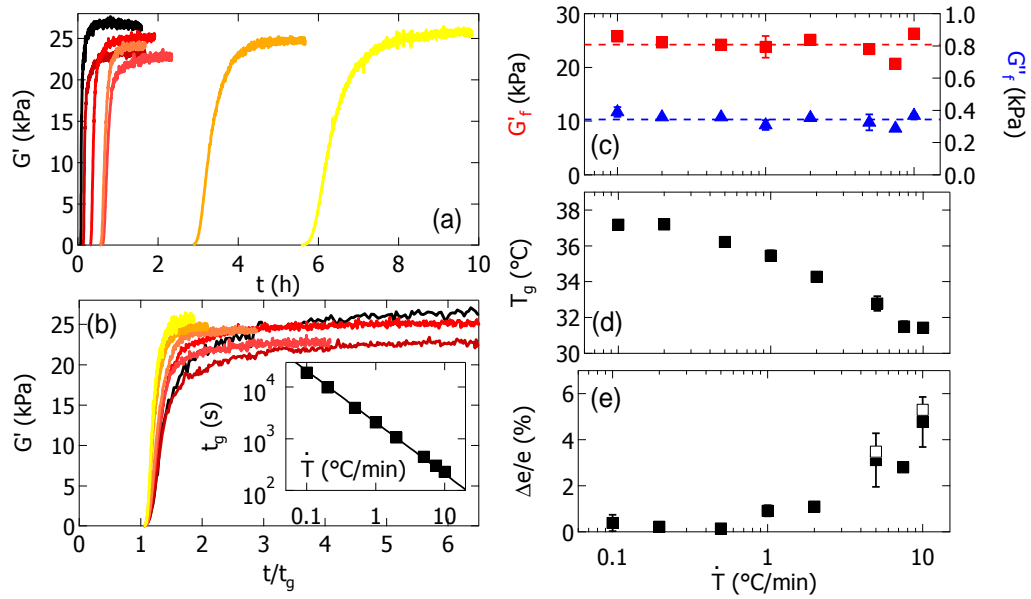 30
25
20
15
10
5
0
G' (kPa)
(a)
0 2 4 6 8 10
t (h)
(b)
25
20
15
10
5
0
G' (kPa)
10^4
10^3
10^2
t_g (s)
Ṫ (°C/min)
0.1 1 10
0 1 2 3 4 5 6
t/t_g
30
20
10
0
G'_f (kPa)
1.0
0.8
0.6
0.4
0.2
0.0
G''_f (kPa)
(c)
38
36
34
32
30
T_g (°C)
(d)
6
4
2
0
Δe/e (%)
(e)
0.1 1 10
Ṫ (°C/min)